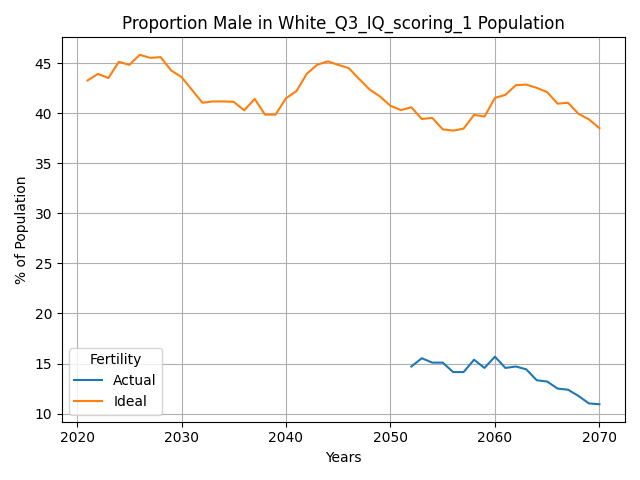 Proportion Male in White_Q3_IQ_scoring_1 Population
% of Population
45
40
35
30
25
20
15
10
Fertility
Actual
Ideal
2020 2030 2040 2050 2060 2070
Years